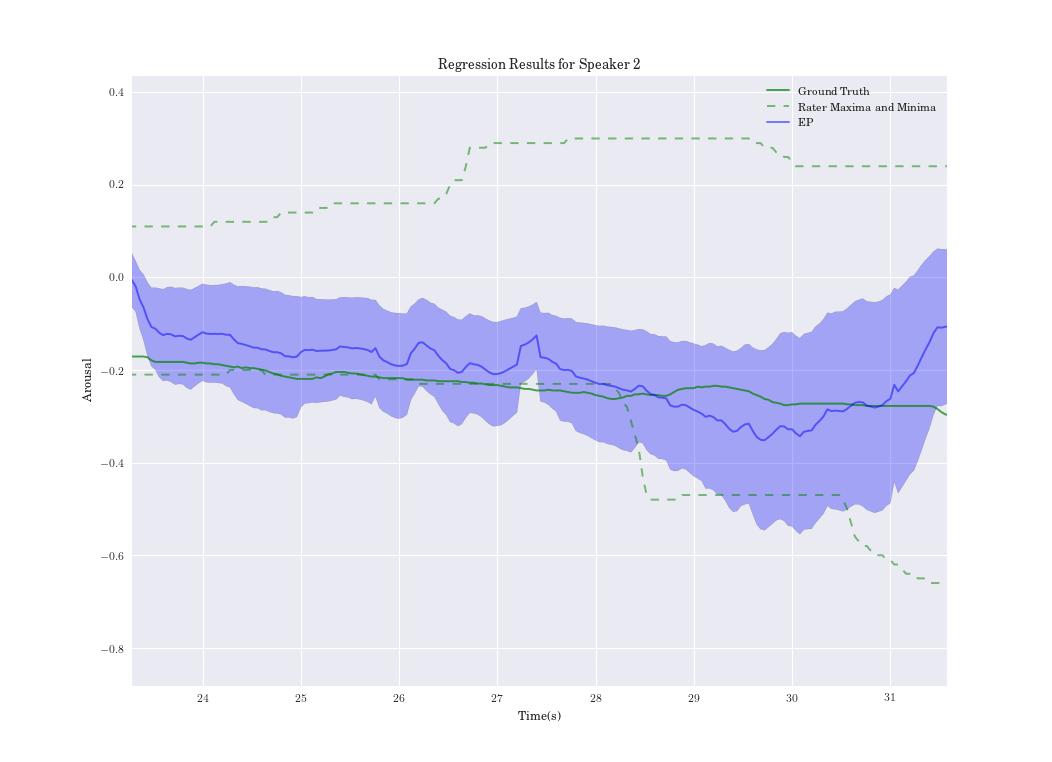 Regression Results for Speaker 2
Ground Truth
Rater Maxima and Minima
EP
0.4
0.2
0.0
−0.2
−0.4
−0.6
−0.8
Arousal
24 25 26 27 28 29 30 31
Time(s)